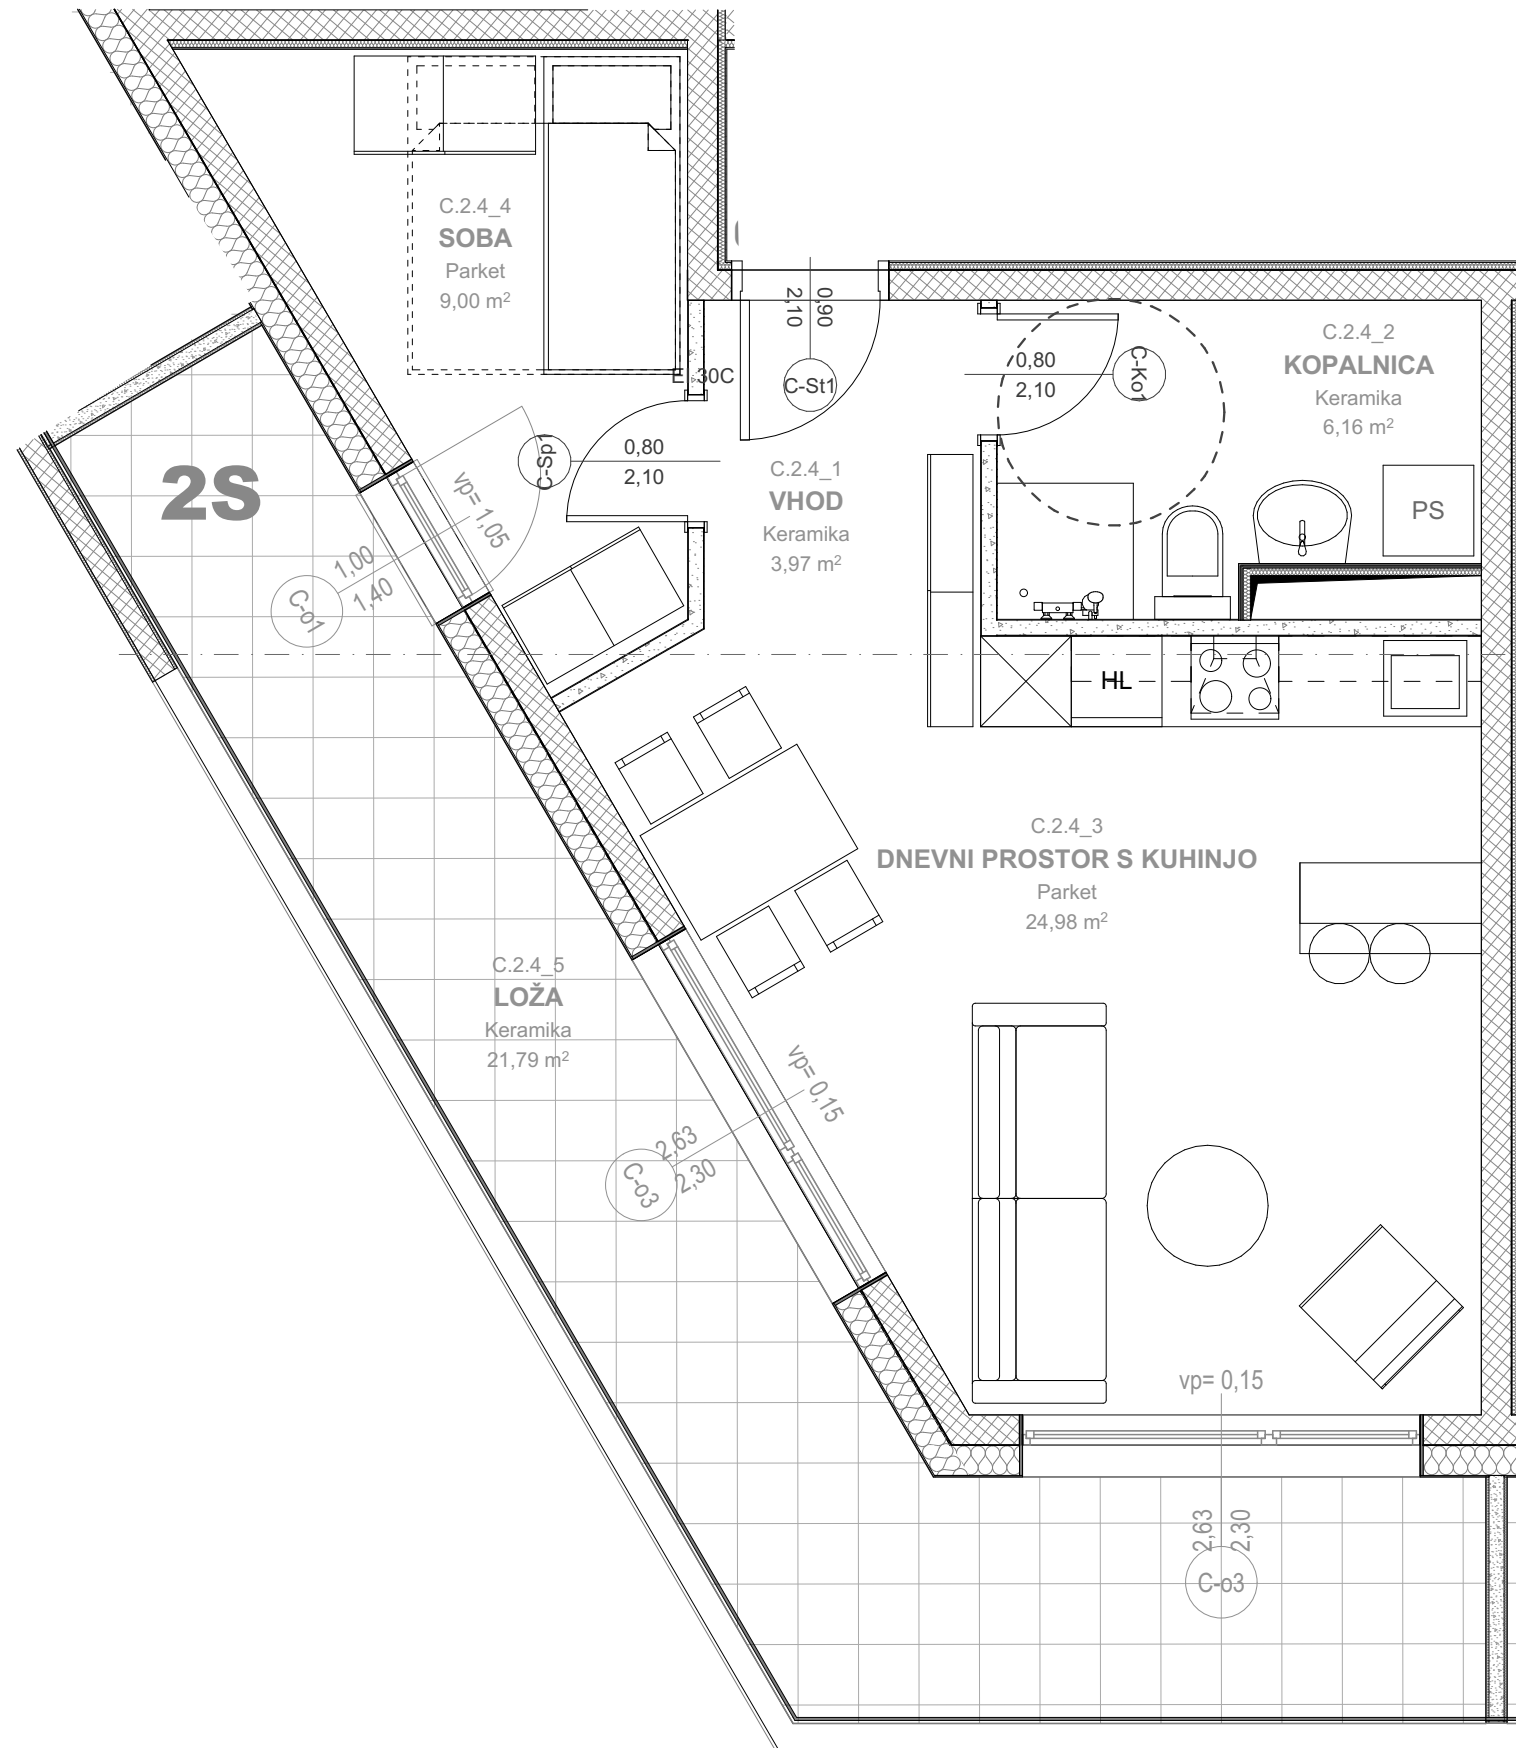 C.2.4_4
SOBA
Parket
9,00 m²
0,90
2,10
C-St1
0,80
2,10
C-Ko1
C.2.4_2
KOPALNICA
Keramika
6,16 m²
PS
2S
C-Sp1
0,80
2,10
vp= 1,05
1,00
1,40
C-o1
C.2.4_1
VHOD
Keramika
3,97 m²
HL
C.2.4_3
DNEVNI PROSTOR S KUHINJO
Parket
24,98 m²
C.2.4_5
LOŽA
Keramika
21,79 m²
vp= 0,15
2,63
2,30
C-o3
vp= 0,15
2,63
2,30
C-o3